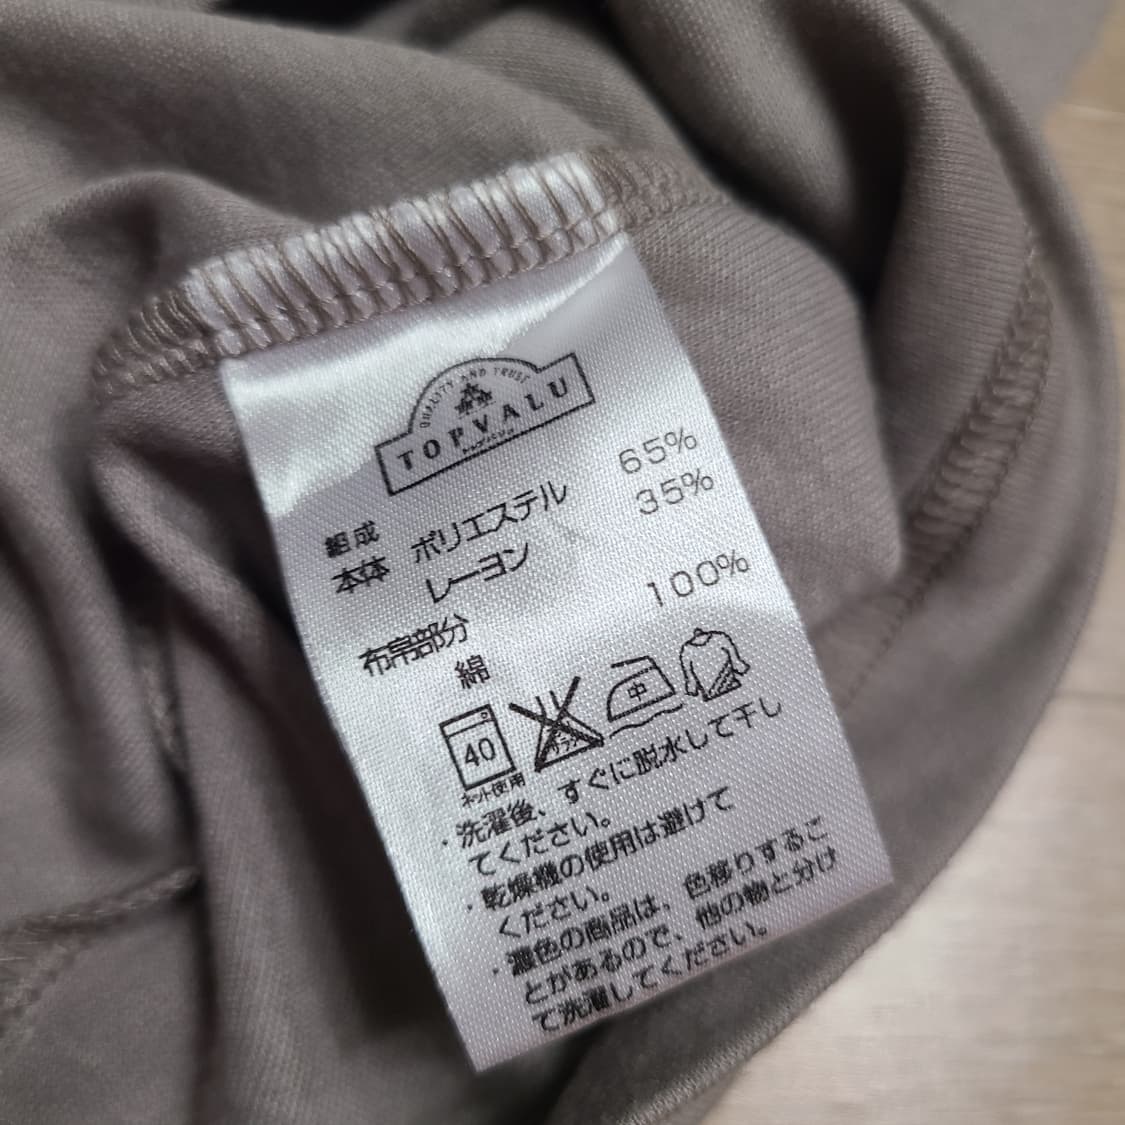 QUALITY AND TRUST
TOPVALU
組成
本体 ポリエステル 65%
レーヨン 35%
布帛部分
綿 100%
40 中
ネット使用
・洗濯後、すぐに脱水して干し
てください。
・乾燥機の使用は避けて
ください。
・濃色の商品は、色移りするこ
とがあるので、他の物と分け
て洗濯してください。